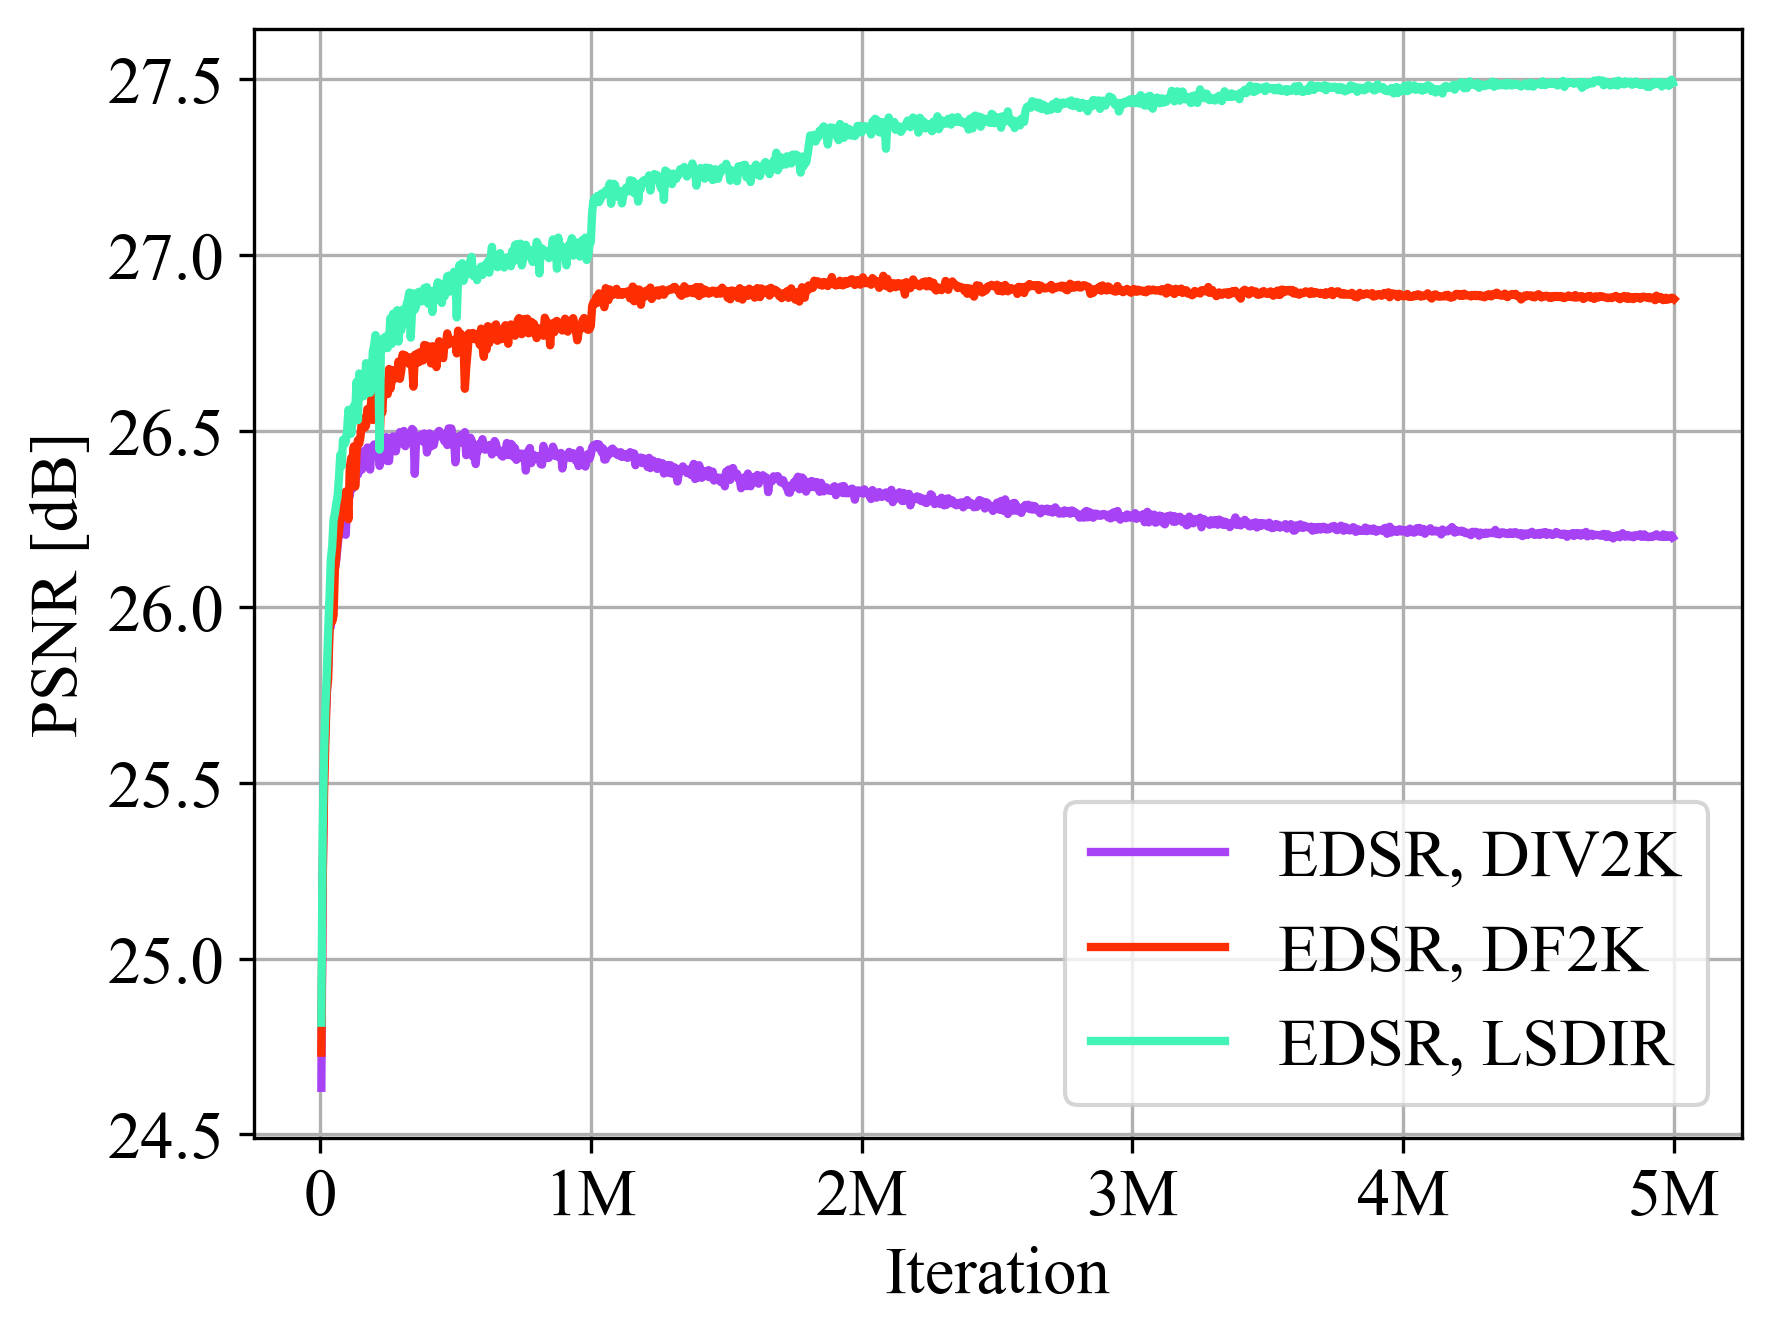 27.5
27.0
26.5
26.0
25.5
25.0
24.5
PSNR [dB]
EDSR, DIV2K
EDSR, DF2K
EDSR, LSDIR
0 1M 2M 3M 4M 5M
Iteration